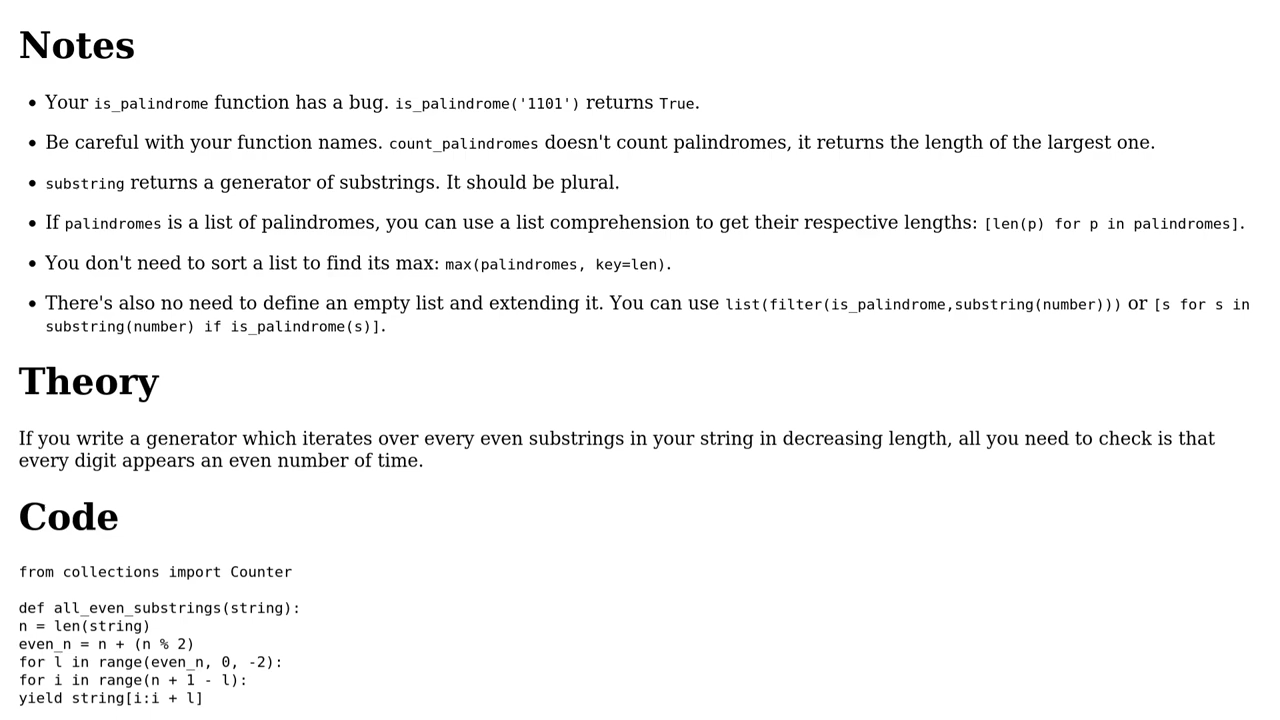 Notes
• Your is_palindrome function has a bug. is_palindrome('1101') returns True.
• Be careful with your function names. count_palindromes doesn't count palindromes, it returns the length of the largest one.
• substring returns a generator of substrings. It should be plural.
• If palindromes is a list of palindromes, you can use a list comprehension to get their respective lengths: [len(p) for p in palindromes].
• You don't need to sort a list to find its max: max(palindromes, key=len).
• There's also no need to define an empty list and extending it. You can use list(filter(is_palindrome,substring(number))) or [s for s in
substring(number) if is_palindrome(s)].
Theory
If you write a generator which iterates over every even substrings in your string in decreasing length, all you need to check is that
every digit appears an even number of time.
Code
from collections import Counter
def all_even_substrings(string):
n = len(string)
even_n = n + (n % 2)
for l in range(even_n, 0, -2):
for i in range(n + 1 - l):
yield string[i:i + l]